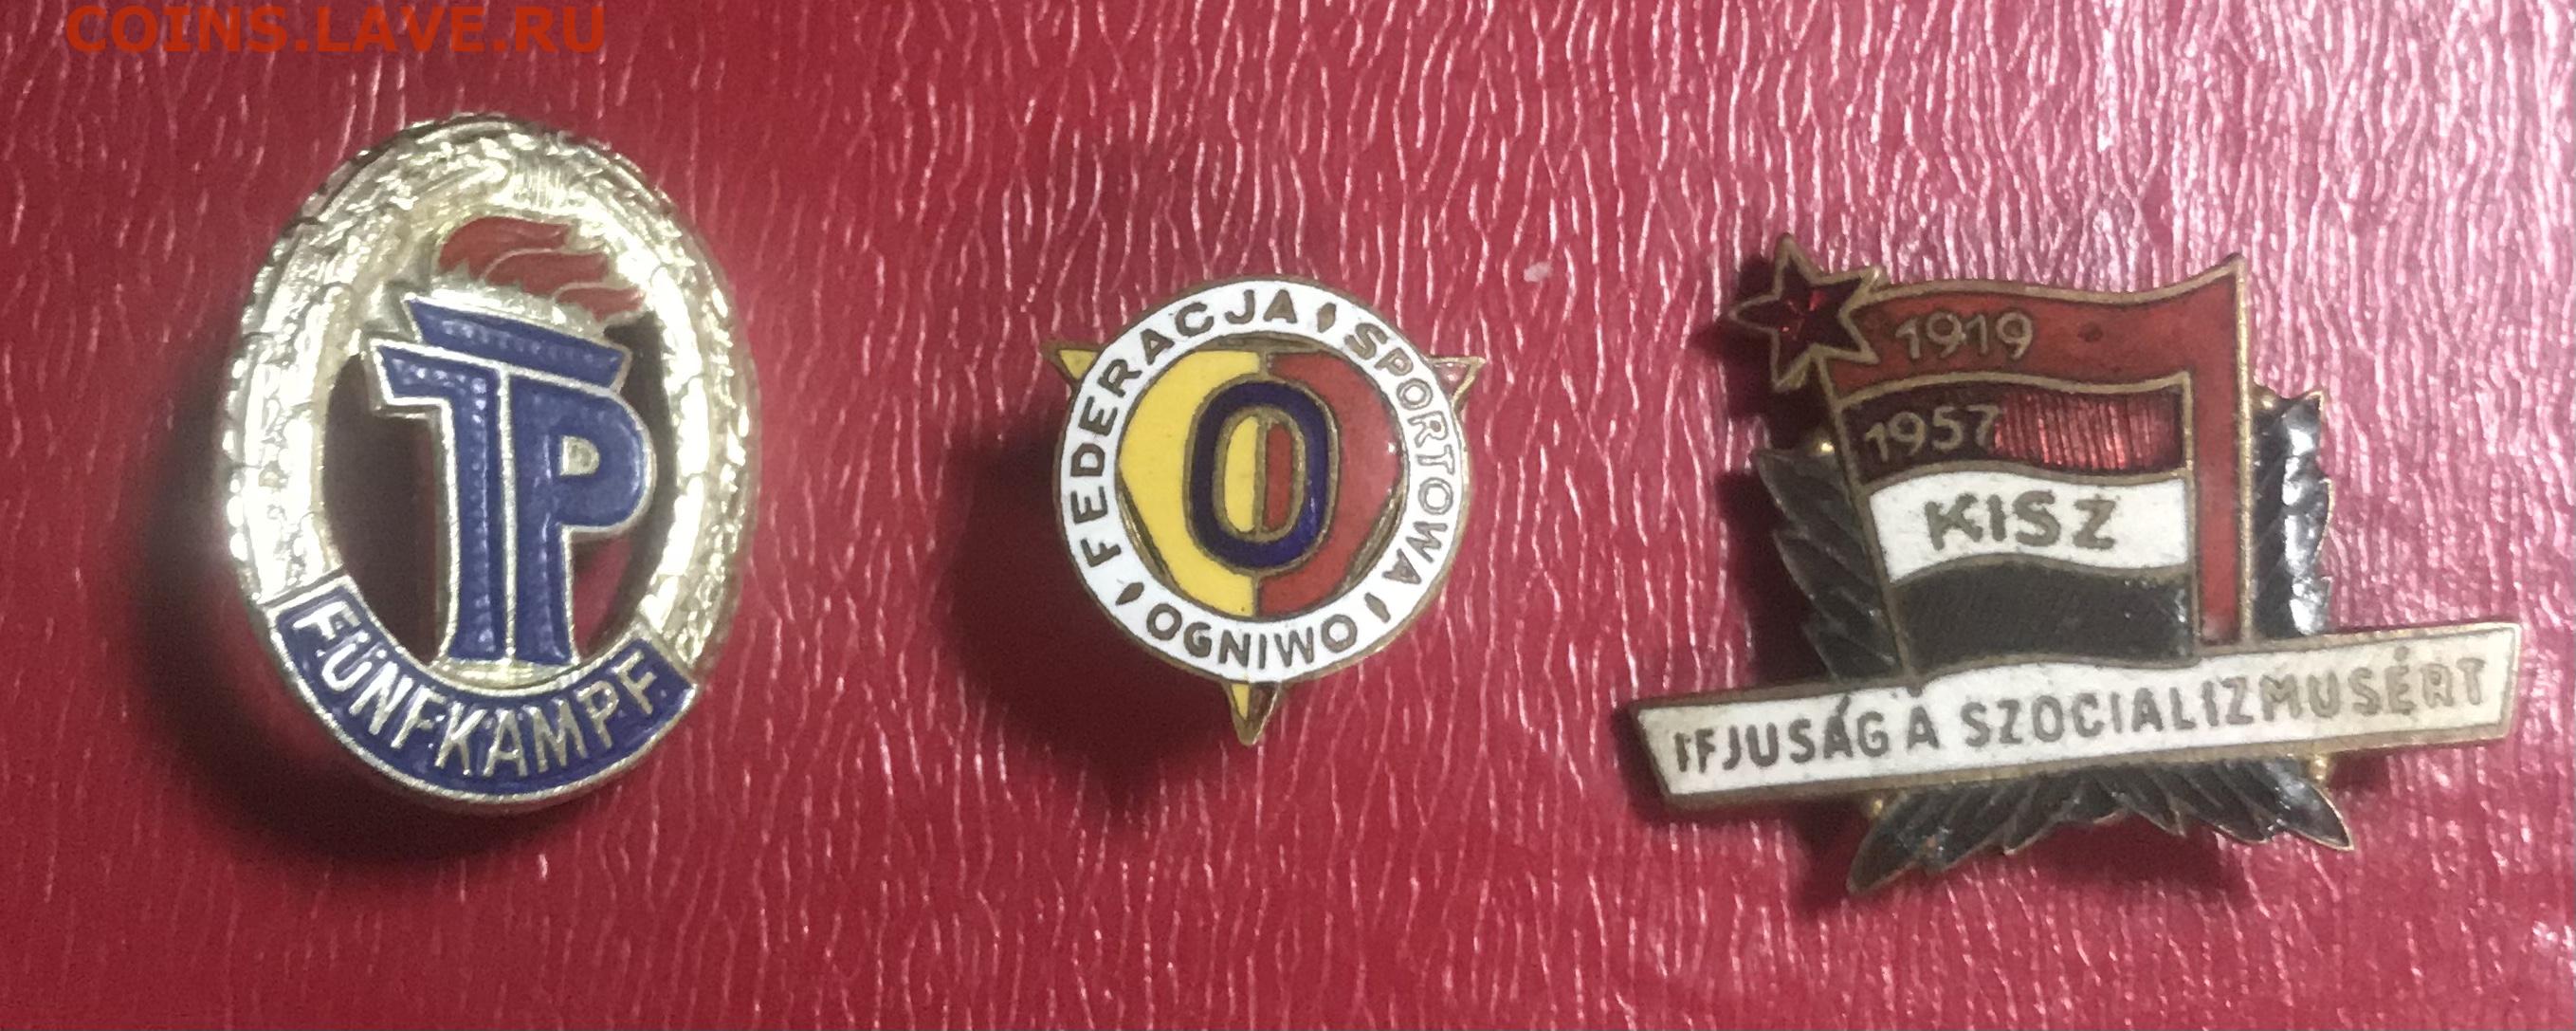 COINS.LAVE.RU
TP
FÜNFKAMPF
FEDERACJA SPORTOWA
OGNIWO
O
1919
1957
KISZ
IFJUSÁG A SZOCIALIZMUSÉRT